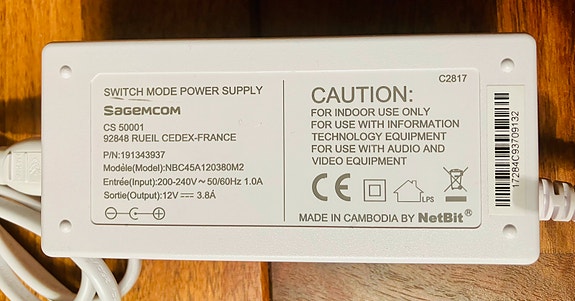 C2817
SWITCH MODE POWER SUPPLY
SAGEMCOM
CS 50001
92848 RUEIL CEDEX-FRANCE
P/N:191343937
Modèle(Model):NBC45A120380M2
Entrée(Input):200-240V~50/60Hz 1.0A
Sortie(Output):12V⎓3.8A
CAUTION:
FOR INDOOR USE ONLY
FOR USE WITH INFORMATION
TECHNOLOGY EQUIPMENT
FOR USE WITH AUDIO AND
VIDEO EQUIPMENT
CE
LPS
MADE IN CAMBODIA BY NetBit®
17284C93709132